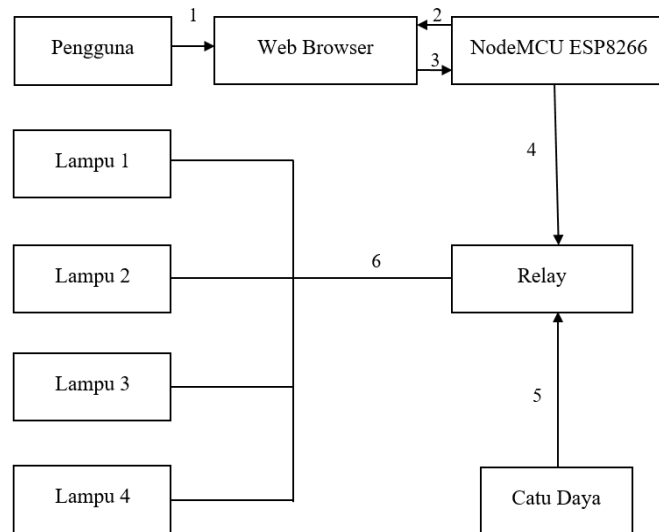 1
2
Pengguna
Web Browser
NodeMCU ESP8266
3
Lampu 1
4
Lampu 2
6
Relay
Lampu 3
5
Lampu 4
Catu Daya